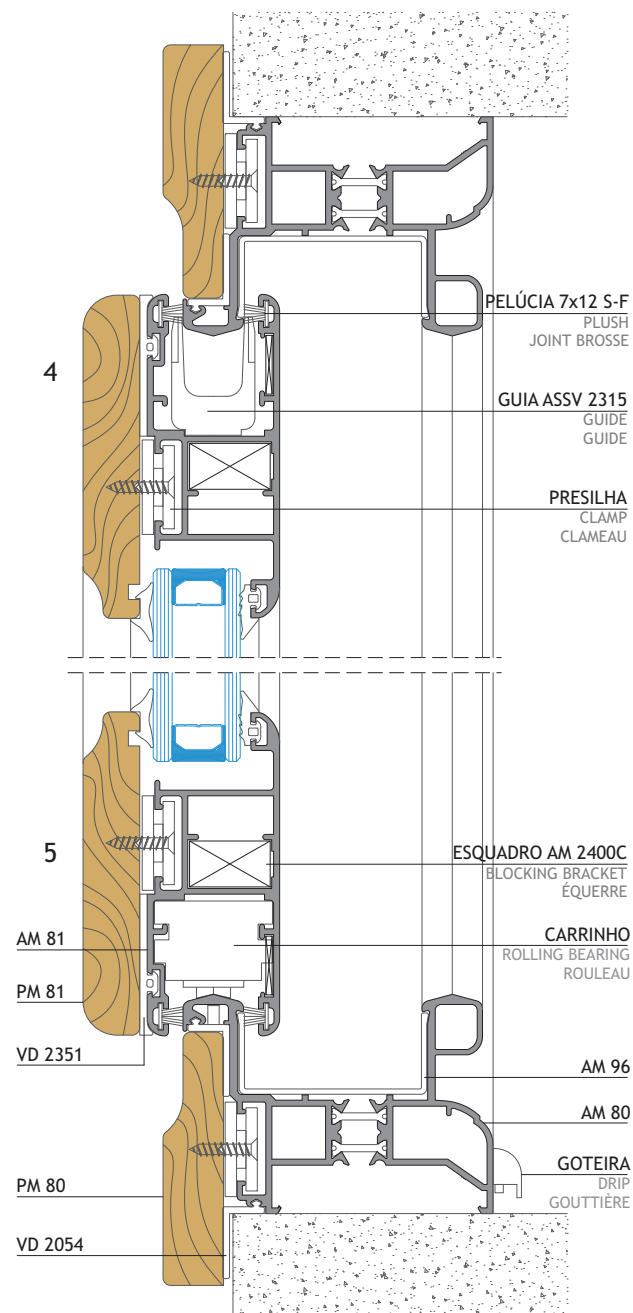 PELÚCIA 7x12 S-F
PLUSH
JOINT BROSSE
4
GUIA ASSV 2315
GUIDE
GUIDE
PRESILHA
CLAMP
CLAMEAU
5
ESQUADRO AM 2400C
BLOCKING BRACKET
ÉQUERRE
AM 81
CARRINHO
ROLLING BEARING
ROULEAU
PM 81
VD 2351
AM 96
AM 80
GOTEIRA
DRIP
GOUTTIÈRE
PM 80
VD 2054